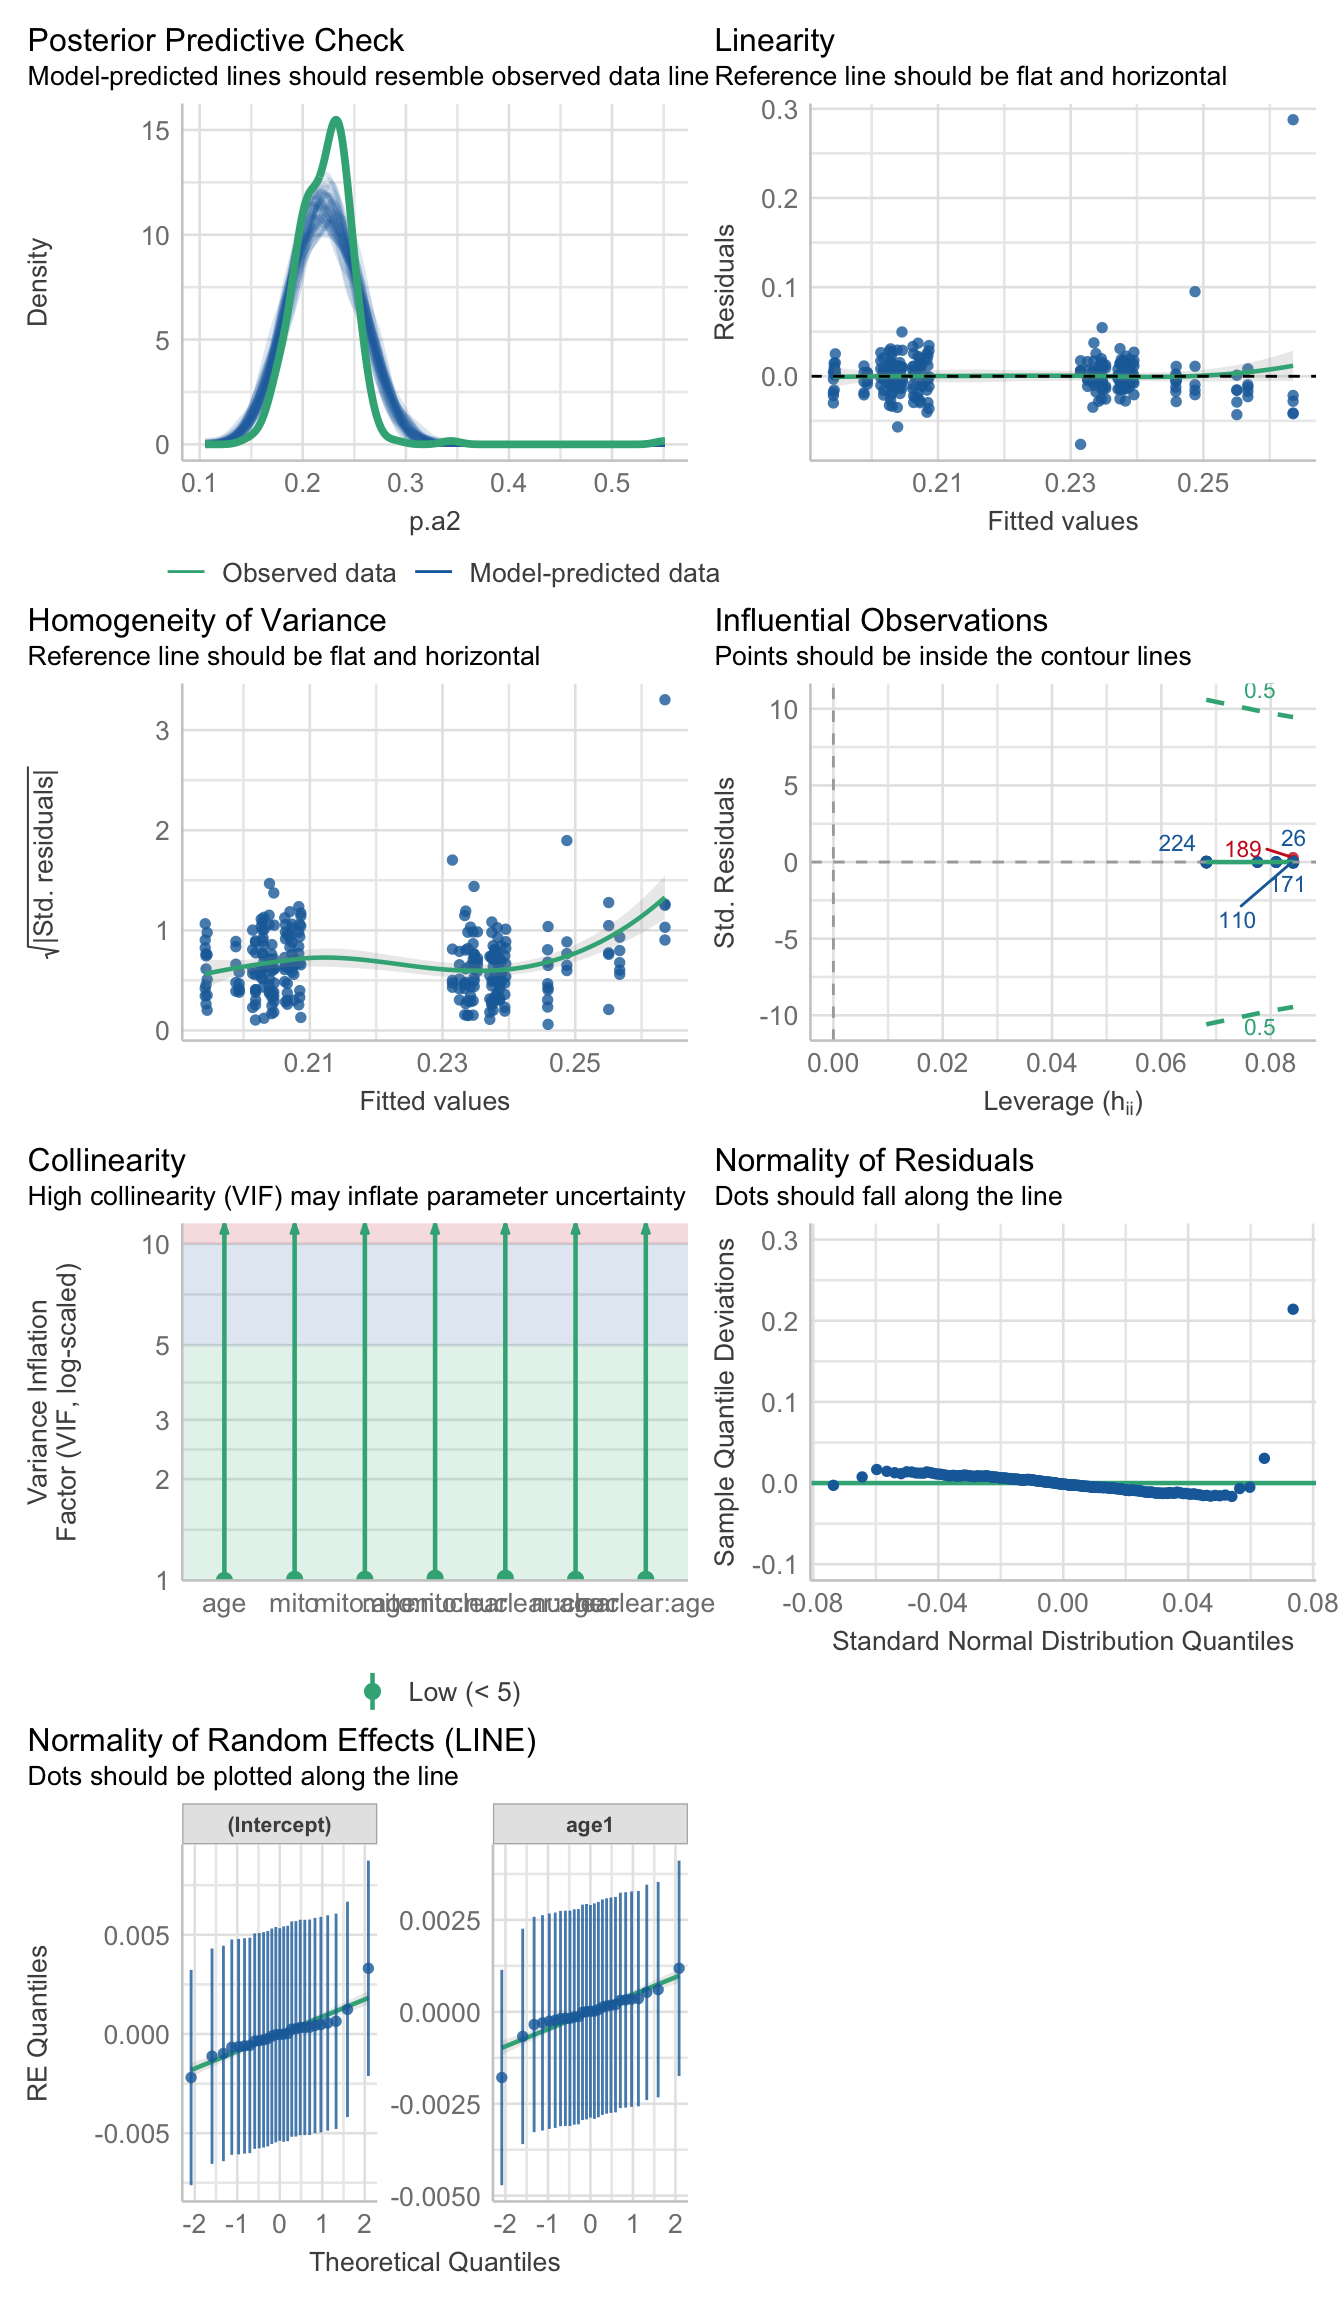 Posterior Predictive Check
Model-predicted lines should resemble observed data line
15
10
5
0
Density
0.1 0.2 0.3 0.4 0.5
p.a2
Observed data Model-predicted data
Linearity
Reference line should be flat and horizontal
0.3
0.2
0.1
0.0
Residuals
0.21 0.23 0.25
Fitted values
Homogeneity of Variance
Reference line should be flat and horizontal
3
2
1
0
√|Std. residuals|
0.21 0.23 0.25
Fitted values
Influential Observations
Points should be inside the contour lines
0.5
10
5
0
-5
-10
Std. Residuals
224 189 26
171
110
0.5
0.00 0.02 0.04 0.06 0.08
Leverage (hii)
Collinearity
High collinearity (VIF) may inflate parameter uncertainty
10
5
3
2
1
Variance Inflation
Factor (VIF, log-scaled)
age mito
nuclear:age
Low (< 5)
Normality of Residuals
Dots should fall along the line
0.3
0.2
0.1
0.0
-0.1
Sample Quantile Deviations
-0.08 -0.04 0.00 0.04 0.08
Standard Normal Distribution Quantiles
Normality of Random Effects (LINE)
Dots should be plotted along the line
(Intercept)
0.005
0.000
-0.005
RE Quantiles
-2 -1 0 1 2
age1
0.0025
0.0000
-0.0025
-0.0050
-2 -1 0 1 2
Theoretical Quantiles